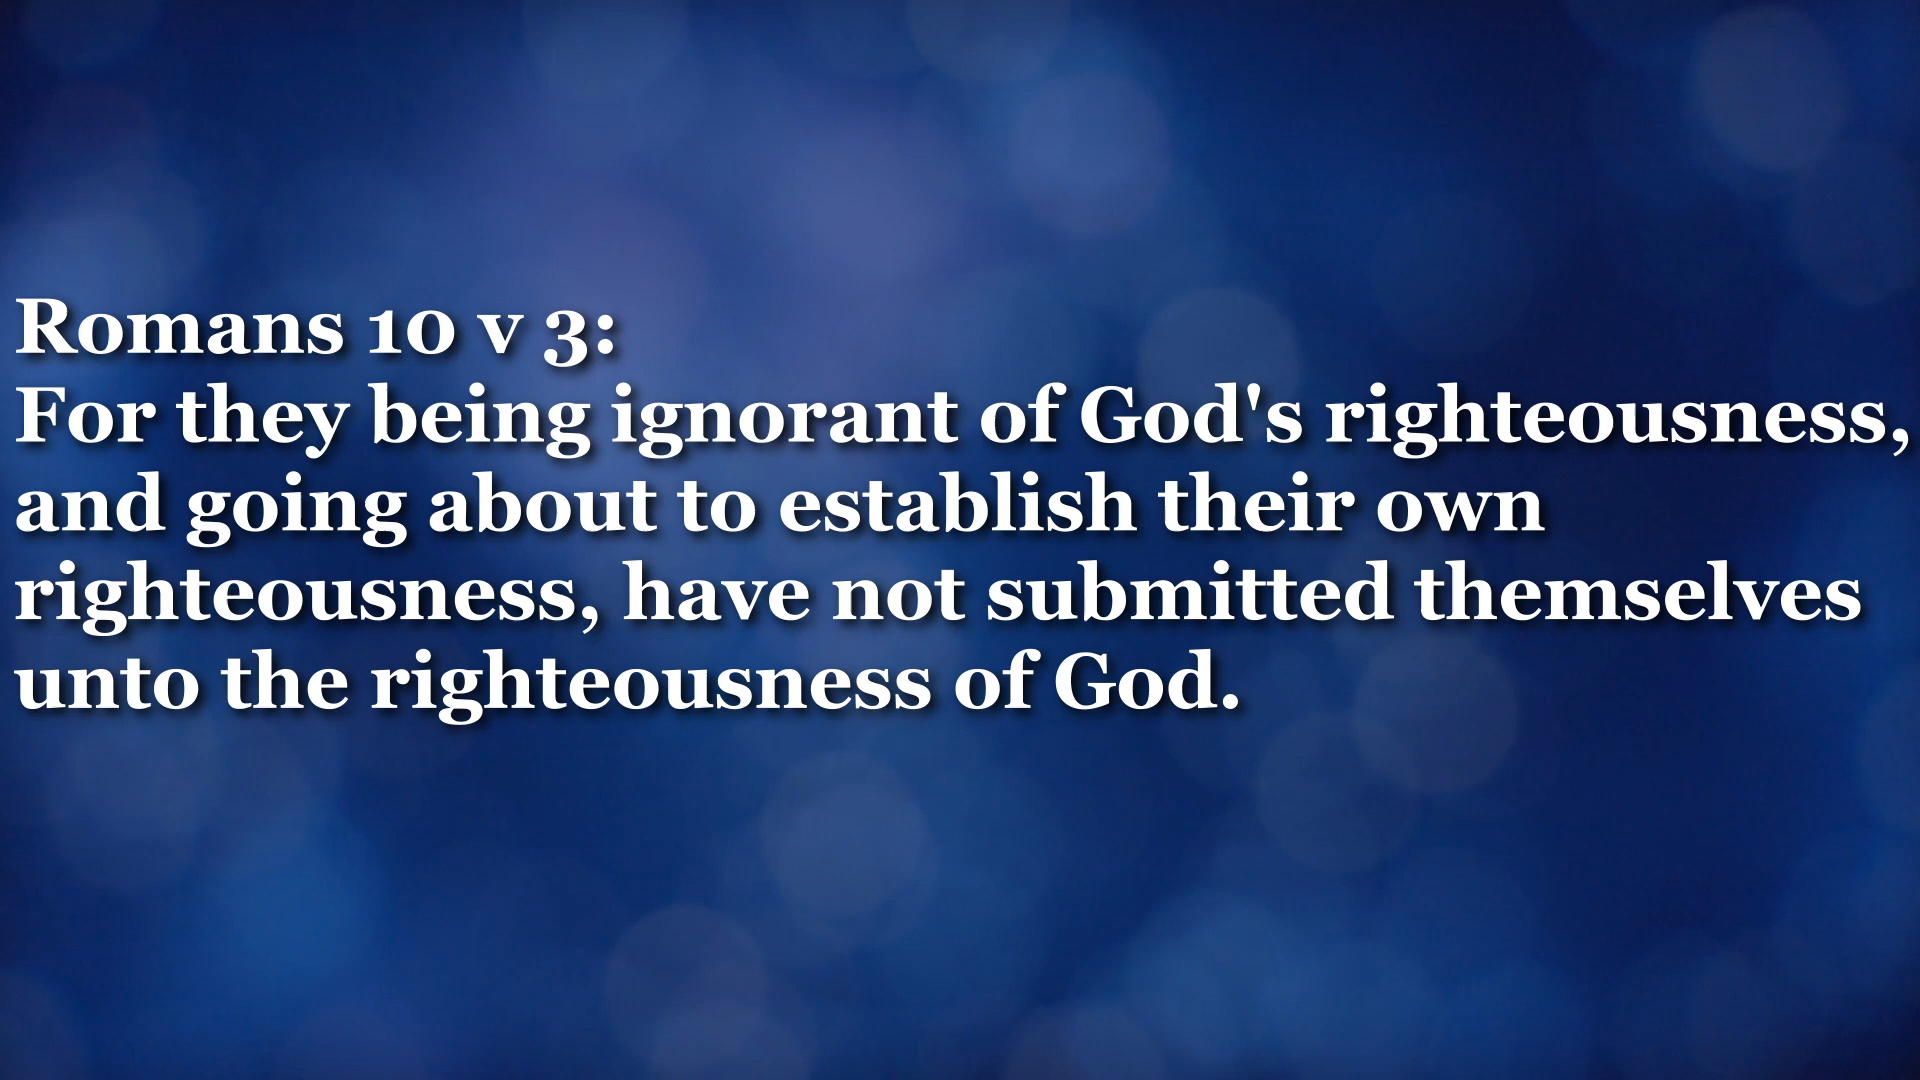 Romans 10 v 3:
For they being ignorant of God's righteousness,
and going about to establish their own
righteousness, have not submitted themselves
unto the righteousness of God.